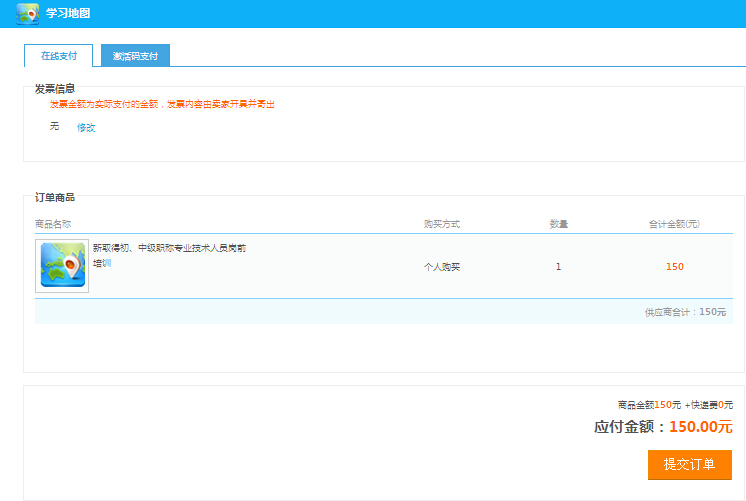 学习地图
在线支付 激活码支付
发票信息
发票金额为实际支付的金额，发票内容由卖家开具并寄出
无 修改
订单商品
商品名称 购买方式 数量 合计金额(元)
新取得初、中级职称专业技术人员岗前
培训
个人购买 1 150
供应商合计：150元
商品金额150元 +快递费0元
应付金额：150.00元
提交订单